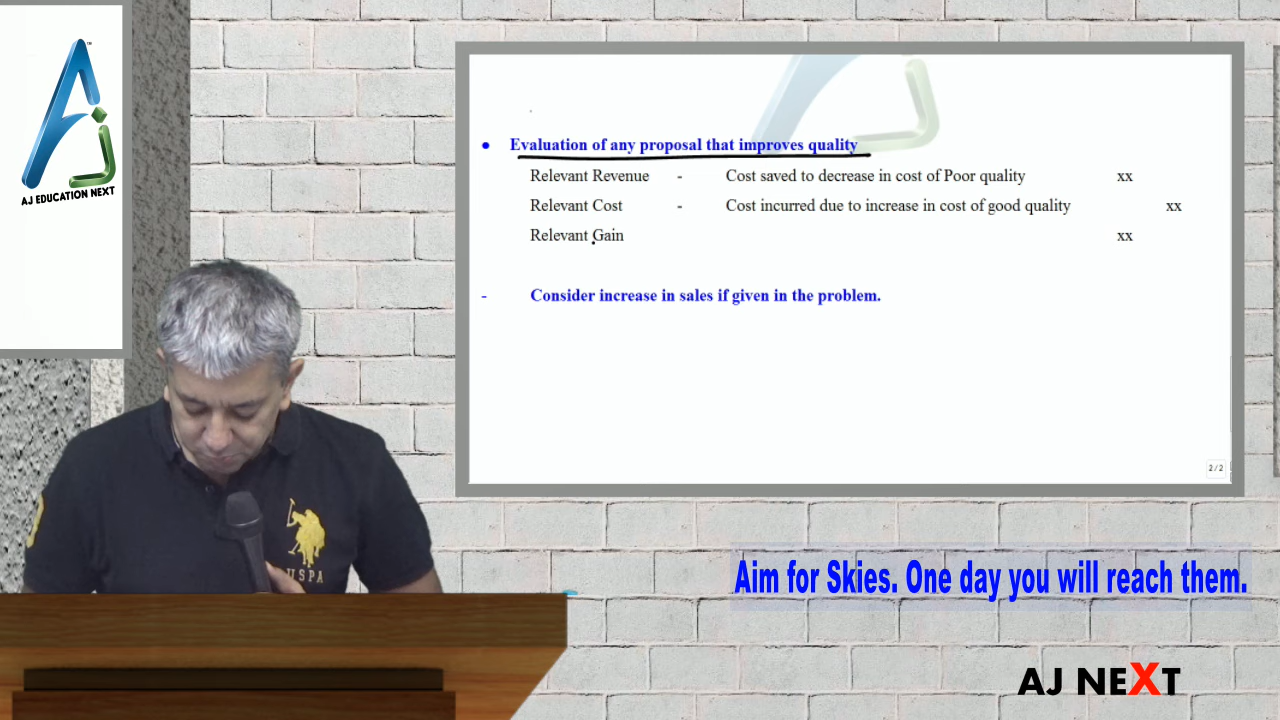 AJ EDUCATION NEXT
• Evaluation of any proposal that improves quality
Relevant Revenue - Cost saved to decrease in cost of Poor quality xx
Relevant Cost - Cost incurred due to increase in cost of good quality xx
Relevant Gain xx
- Consider increase in sales if given in the problem.
2/2
USPA
Aim for Skies. One day you will reach them.
AJ NEXT